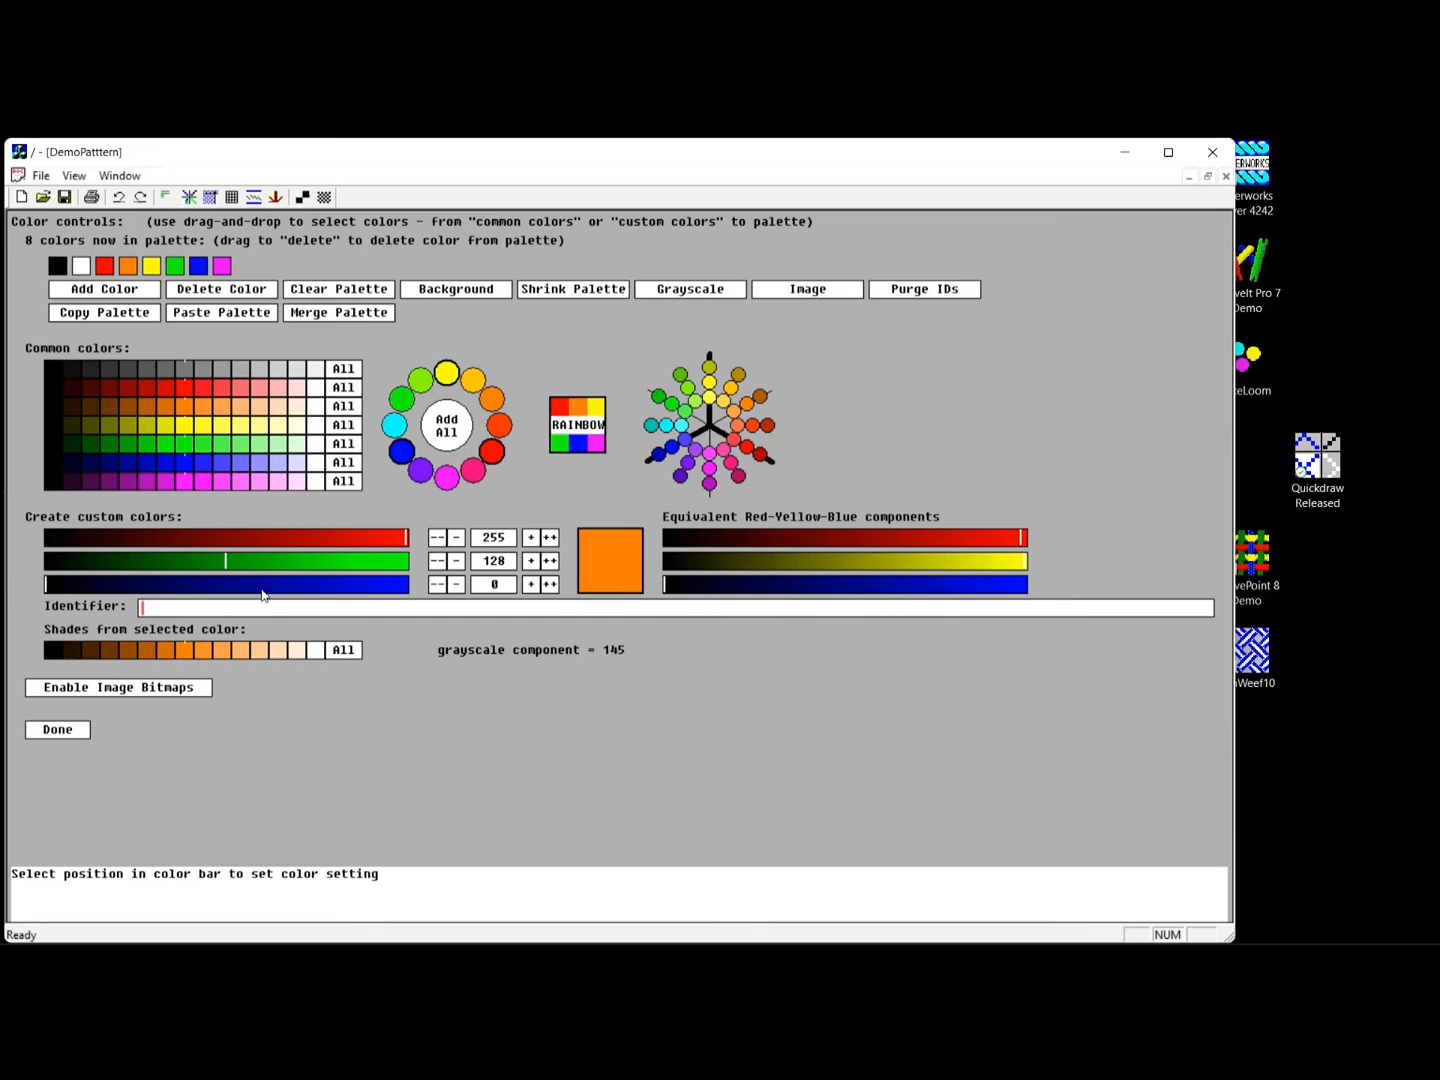 / - [DemoPatttern]
File View Window
Color controls: (use drag-and-drop to select colors - from "common colors" or "custom colors" to palette)
8 colors now in palette: (drag to "delete" to delete color from palette)
Add Color Delete Color Clear Palette Background Shrink Palette Grayscale Image Purge IDs
Copy Palette Paste Palette Merge Palette
Common colors:
All
All
All
All
All
All
All
Add
All
RAINBOW
Create custom colors:
Equivalent Red-Yellow-Blue components
-- - 255 + ++
-- - 128 + ++
-- - 0 + ++
Identifier:
Shades from selected color:
All
grayscale component = 145
Enable Image Bitmaps
Done
Select position in color bar to set color setting
Ready
NUM
ERWORKS
erworks
er 4242
veIt Pro 7
Demo
eLoom
Quickdraw
Released
vePoint 8
Demo
nWeef10